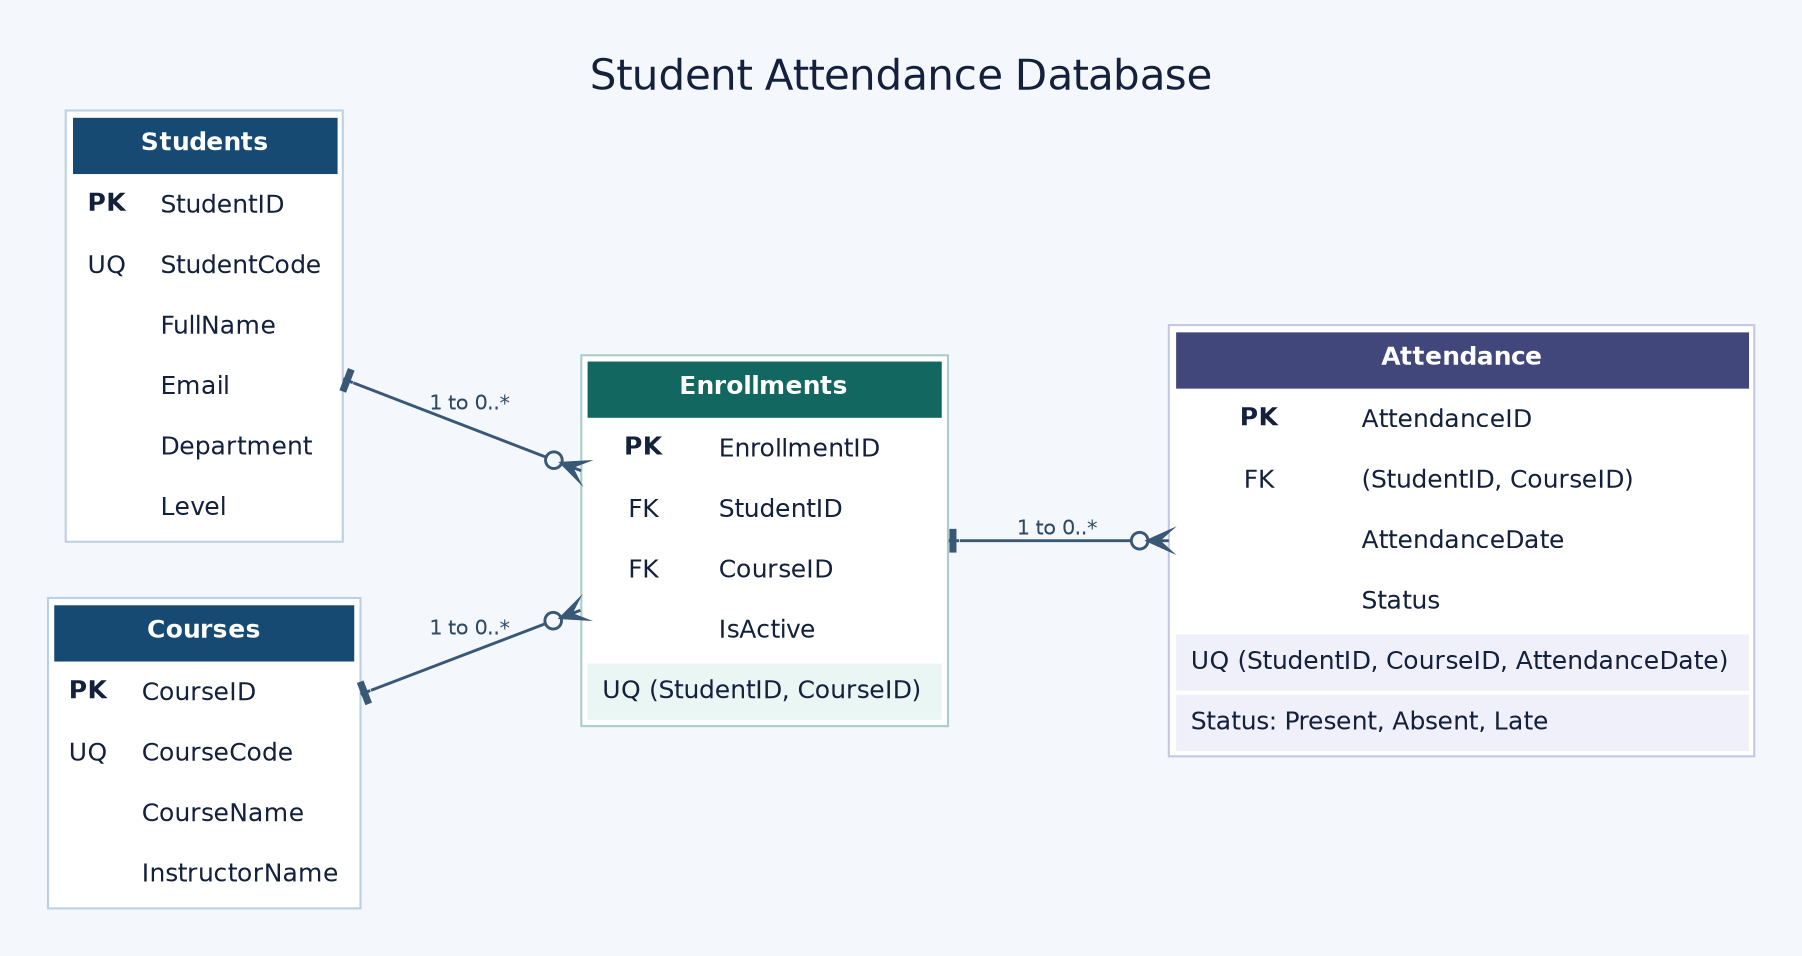 Student Attendance Database
Students
PK StudentID
UQ StudentCode
FullName
Email
Department
Level
1 to 0..*
Courses
PK CourseID
UQ CourseCode
CourseName
InstructorName
1 to 0..*
Enrollments
PK EnrollmentID
FK StudentID
FK CourseID
IsActive
UQ (StudentID, CourseID)
1 to 0..*
Attendance
PK AttendanceID
FK (StudentID, CourseID)
AttendanceDate
Status
UQ (StudentID, CourseID, AttendanceDate)
Status: Present, Absent, Late